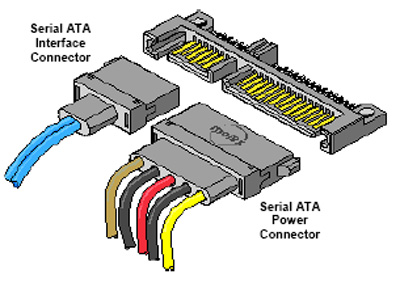 Serial ATA
Interface
Connector
Serial ATA
Power
Connector